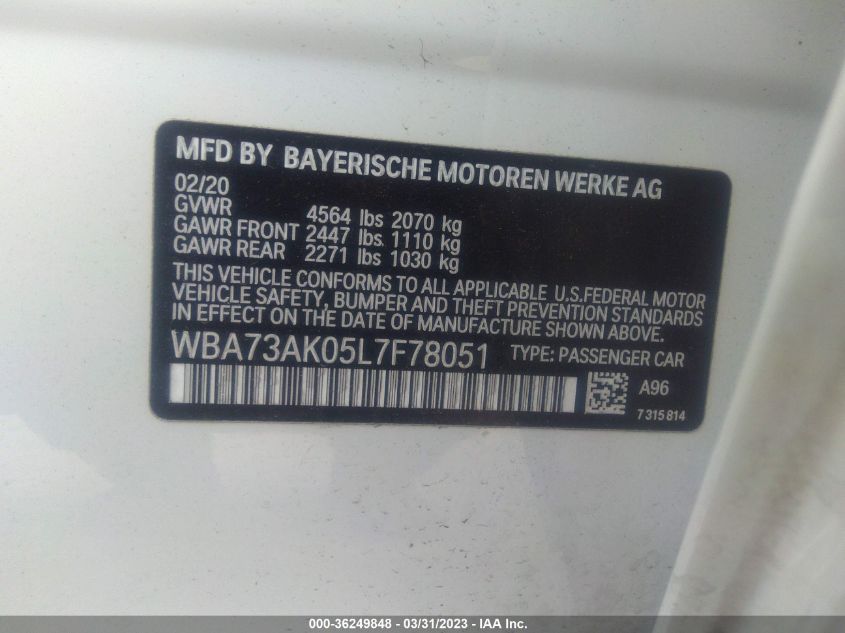 MFD BY BAYERISCHE MOTOREN WERKE AG
02/20
GVWR 4564 lbs 2070 kg
GAWR FRONT 2447 lbs 1110 kg
GAWR REAR 2271 lbs 1030 kg
THIS VEHICLE CONFORMS TO ALL APPLICABLE U.S.FEDERAL MOTOR
VEHICLE SAFETY, BUMPER AND THEFT PREVENTION STANDARDS
IN EFFECT ON THE DATE OF MANUFACTURE SHOWN ABOVE.
WBA73AK05L7F78051 TYPE: PASSENGER CAR
A96
7 315 814
000-36249848 - 03/31/2023 - IAA Inc.